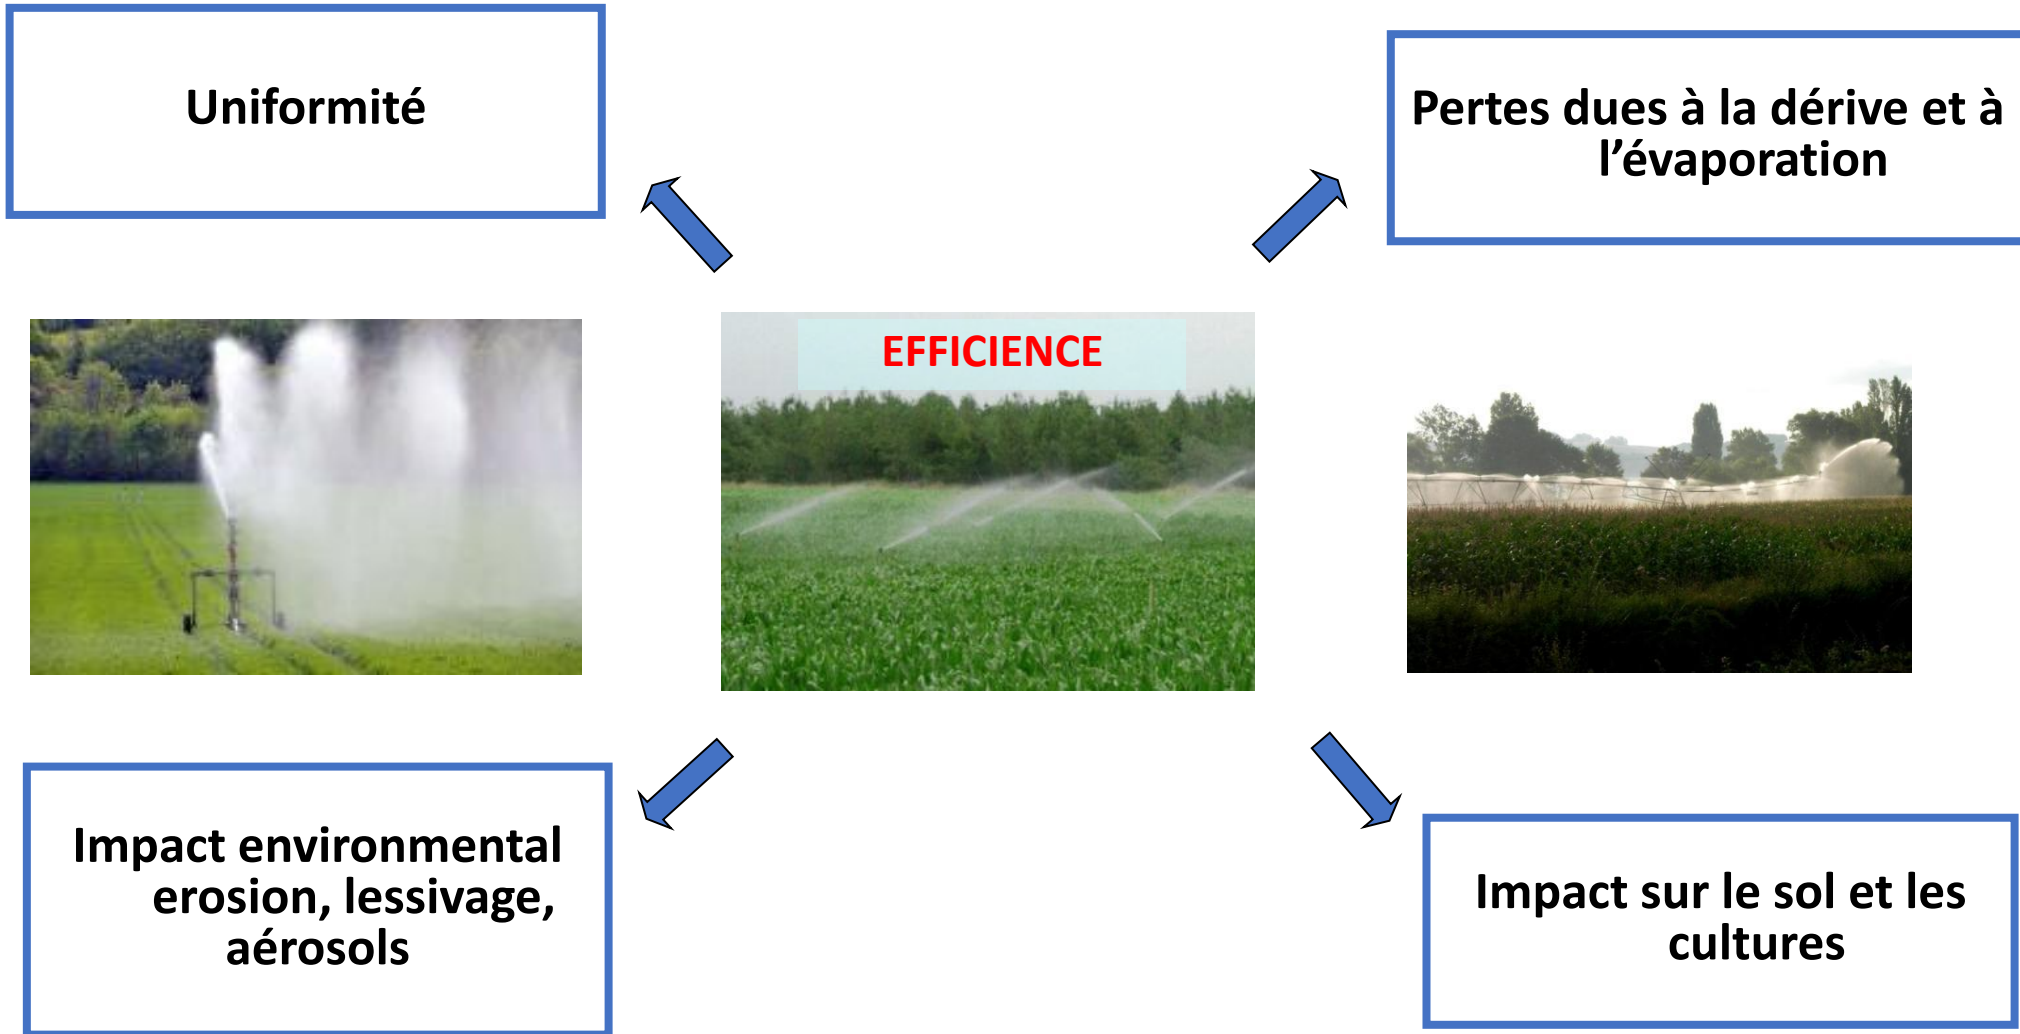 Uniformité
Pertes dues à la dérive et à
l’évaporation
EFFICIENCE
Impact environmental
erosion, lessivage,
aérosols
Impact sur le sol et les
cultures